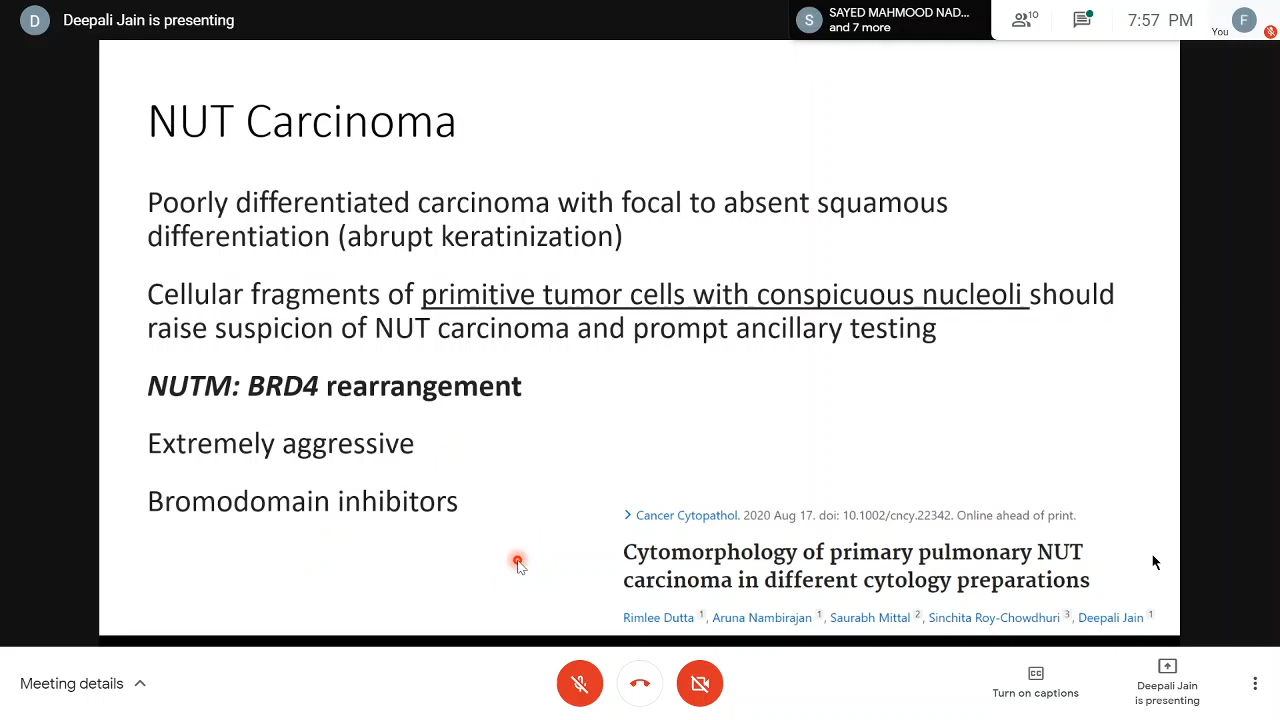 D
Deepali Jain is presenting
S
SAYED MAHMOOD NAD...
and 7 more
10
7:57 PM
You
F
NUT Carcinoma
Poorly differentiated carcinoma with focal to absent squamous
differentiation (abrupt keratinization)
Cellular fragments of primitive tumor cells with conspicuous nucleoli should
raise suspicion of NUT carcinoma and prompt ancillary testing
NUTM: BRD4 rearrangement
Extremely aggressive
Bromodomain inhibitors
> Cancer Cytopathol. 2020 Aug 17. doi: 10.1002/cncy.22342. Online ahead of print.
Cytomorphology of primary pulmonary NUT
carcinoma in different cytology preparations
Rimlee Dutta 1, Aruna Nambirajan 1, Saurabh Mittal 2, Sinchita Roy-Chowdhuri 3, Deepali Jain 1
Meeting details
CC
Turn on captions
Deepali Jain
is presenting